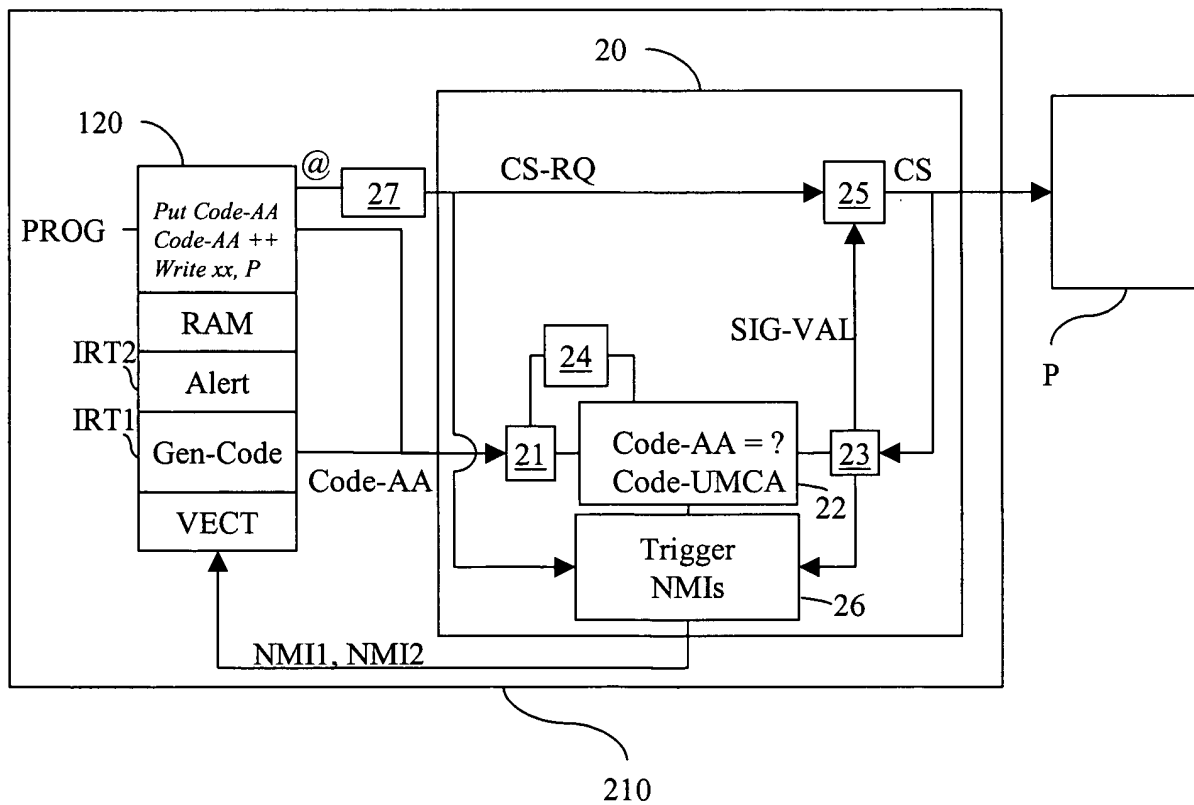 20
120
@
27
CS-RQ
25
CS
PROG
Put Code-AA
Code-AA ++
Write xx, P
RAM
IRT2
Alert
IRT1
Gen-Code
Code-AA
VECT
24
SIG-VAL
P
21
Code-AA = ?
Code-UMCA
23
22
Trigger
NMIs
26
NMI1, NMI2
210